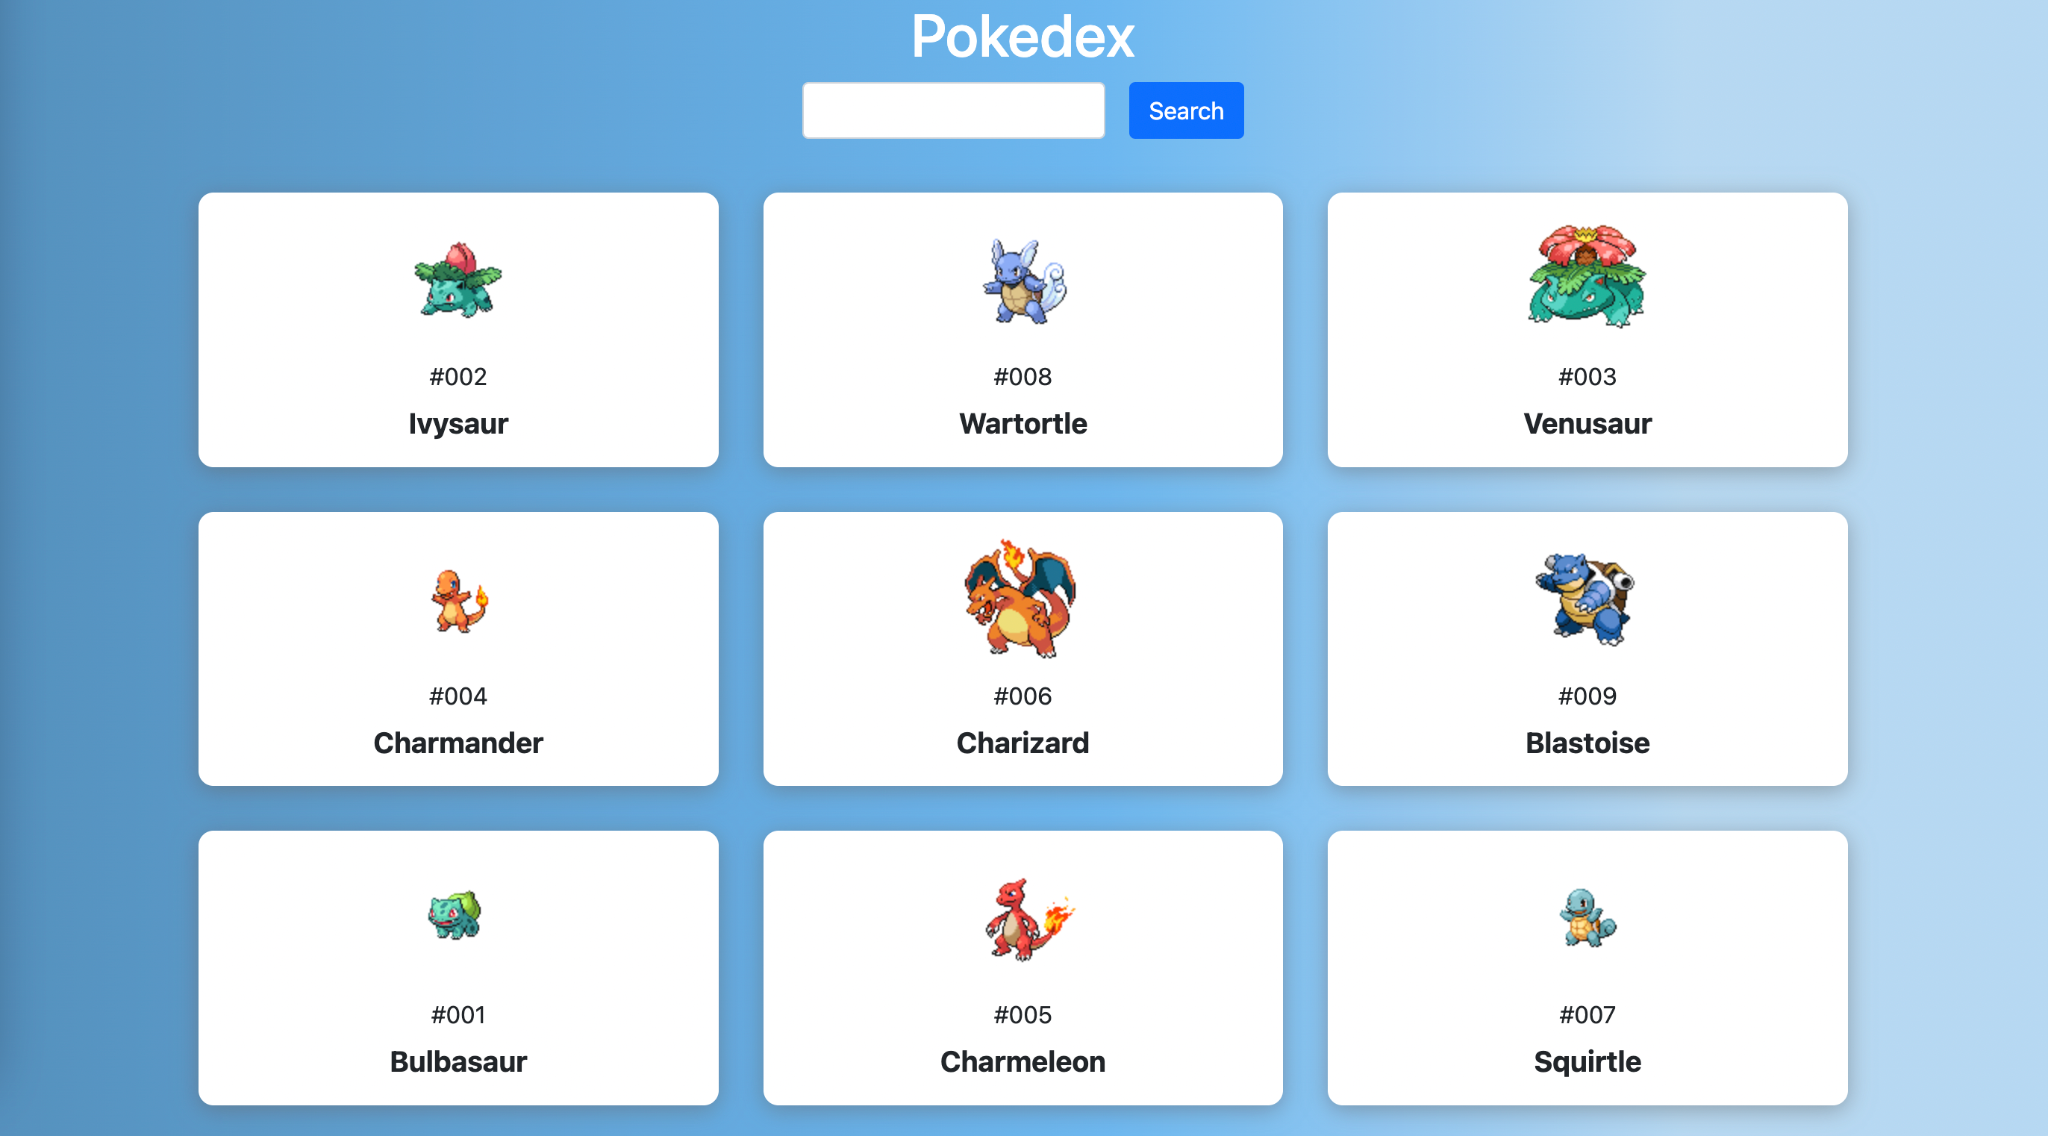 Pokedex
Search
#002
Ivysaur
#008
Wartortle
#003
Venusaur
#004
Charmander
#006
Charizard
#009
Blastoise
#001
Bulbasaur
#005
Charmeleon
#007
Squirtle